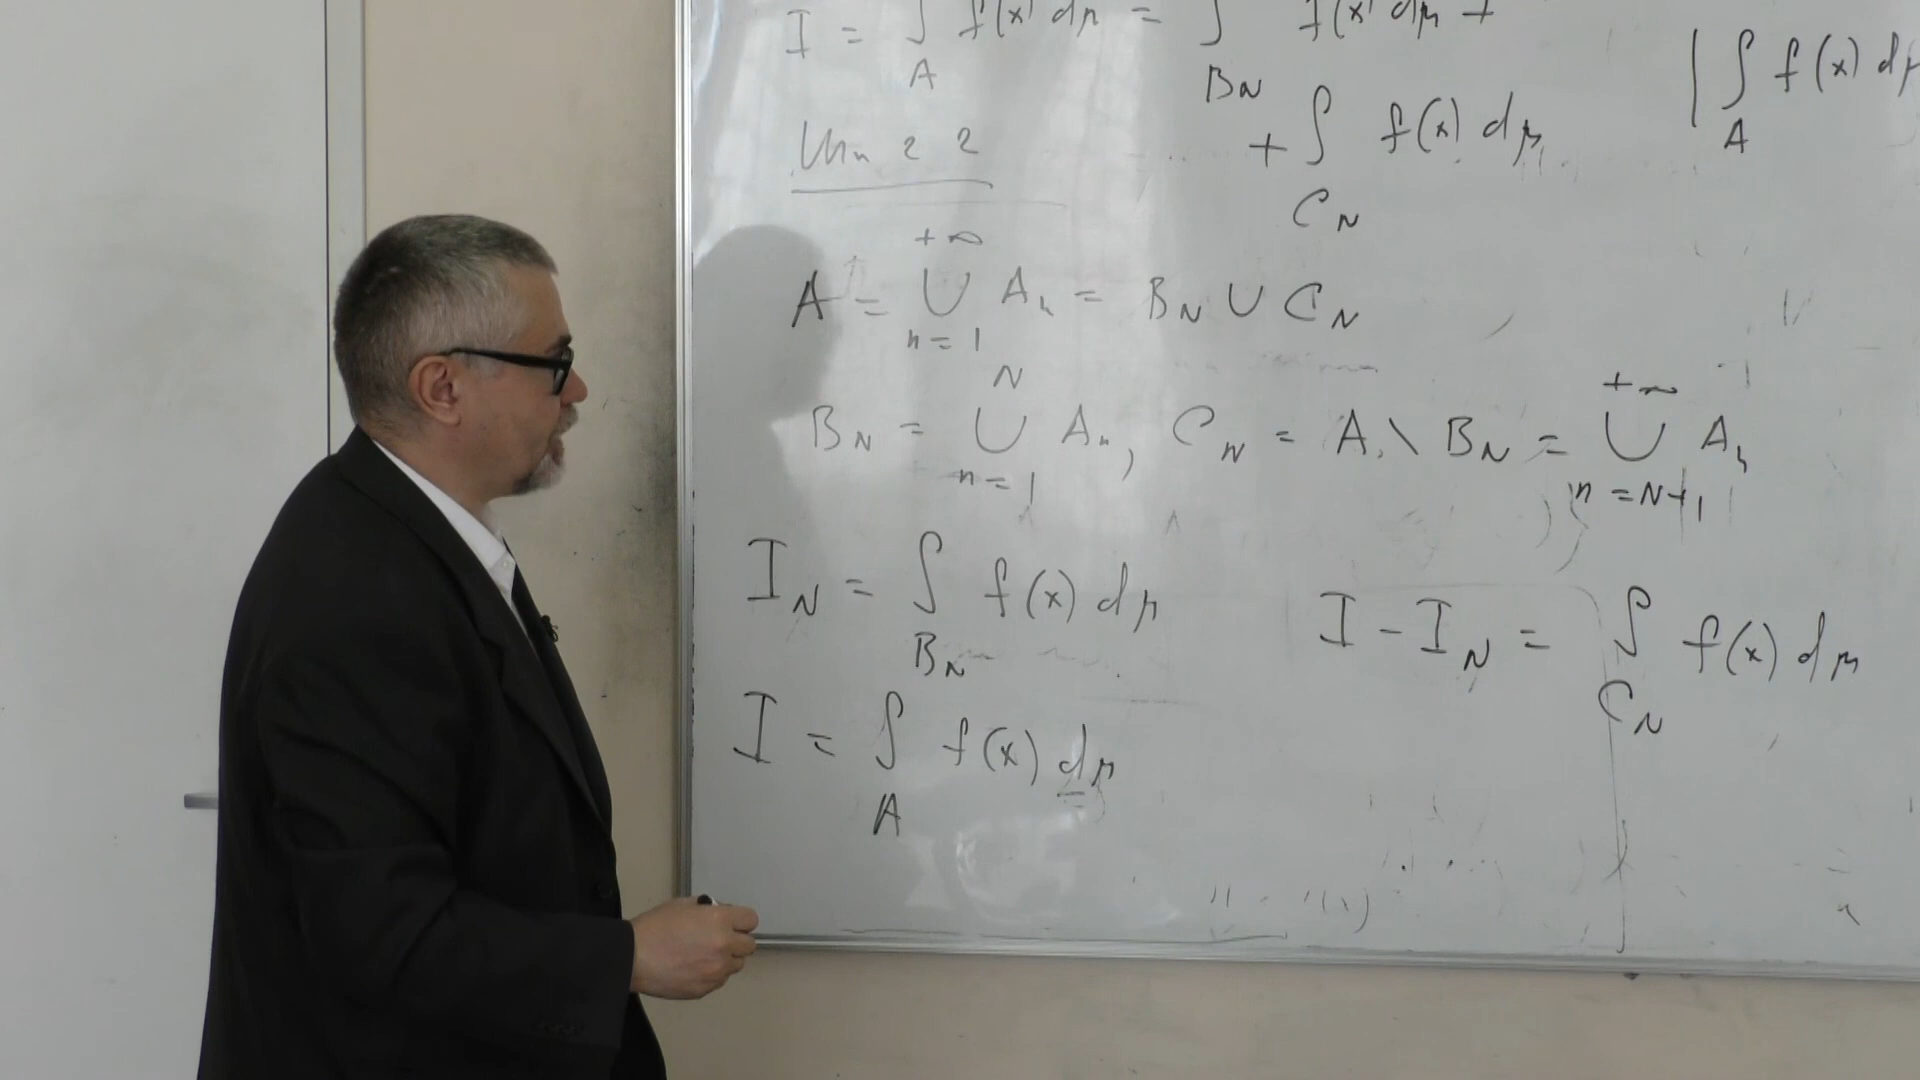 I = ∫_A f(x) dμ = ∫_{B_N} f(x) dμ +
+ ∫_{C_N} f(x) dμ
| ∫_A f(x) dμ
2
A = ⋃_{n=1}^{+∞} A_n = B_N ∪ C_N
B_N = ⋃_{n=1}^{N} A_n, C_N = A \ B_N = ⋃_{n=N+1}^{+∞} A_n
I_N = ∫_{B_N} f(x) dμ
I - I_N = ∫_{C_N} f(x) dμ
I = ∫_A f(x) dμ